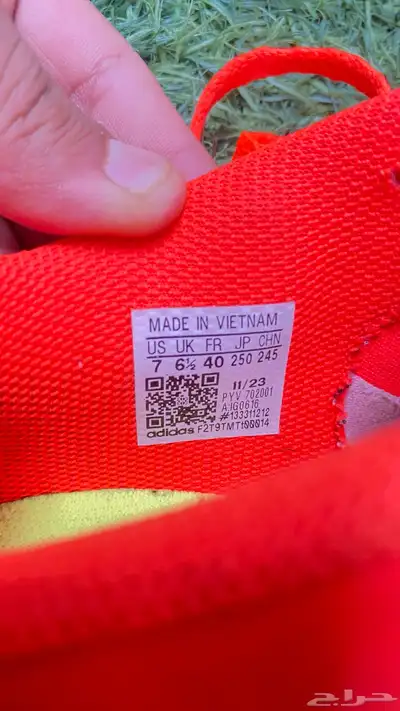 MADE IN VIETNAM
US UK FR JP CHN
7 6½ 40 250 245
11/23
PYV 702001
AIG0616
#133311212
adidas F2T9TMT100014
حراج